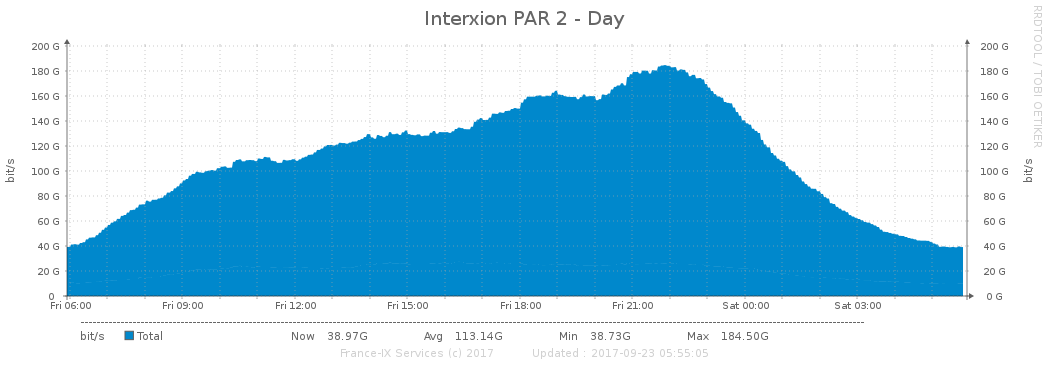 Interxion PAR 2 - Day
RRDTOOL / TOBI OETIKER
bit/s
200 G 200 G
180 G 180 G
160 G 160 G
140 G 140 G
120 G 120 G
100 G 100 G
80 G 80 G
60 G 60 G
40 G 40 G
20 G 20 G
0 0 G
bit/s
Fri 06:00 Fri 09:00 Fri 12:00 Fri 15:00 Fri 18:00 Fri 21:00 Sat 00:00 Sat 03:00
bit/s Total Now 38.97G Avg 113.14G Min 38.73G Max 184.50G
France-IX Services (c) 2017 Updated : 2017-09-23 05:55:05